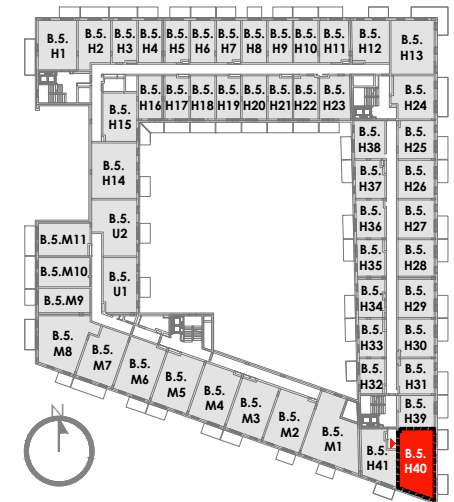 B.5.
H1
B.5.
H2
B.5.
H3
B.5.
H4
B.5.
H5
B.5.
H6
B.5.
H7
B.5.
H8
B.5.
H9
B.5.
H10
B.5.
H11
B.5.
H12
B.5.
H13
B.5.
H16
B.5.
H17
B.5.
H18
B.5.
H19
B.5.
H20
B.5.
H21
B.5.
H22
B.5.
H23
B.5.
H24
B.5.
H15
B.5.
H38
B.5.
H25
B.5.
H14
B.5.
H37
B.5.
H26
B.5.
U2
B.5.
H36
B.5.
H27
B.5.M11
B.5.
H35
B.5.
H28
B.5.M10
B.5.
U1
B.5.
H34
B.5.
H29
B.5.M9
B.5.
H33
B.5.
H30
B.5.
M8
B.5.
M7
B.5.
M6
B.5.
M5
B.5.
M4
B.5.
M3
B.5.
M2
B.5.
M1
B.5.
H32
B.5.
H31
B.5.
H39
B.5.
H41
B.5.
H40
N